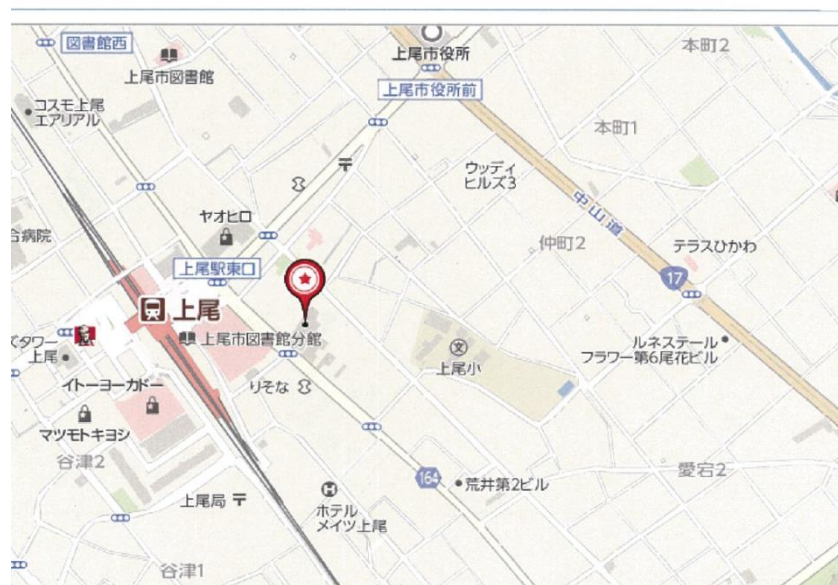 図書館西
上尾市図書館
上尾市役所
上尾市役所前
本町2
コスモ上尾
エアリアル
本町1
ウッディ
ヒルズ3
中山道
ヤオヒロ
合病院
仲町2
テラスひかわ
上尾駅東口
17
上尾
上尾市図書館分館
ズタワー
上尾
文
上尾小
ルネステール
フラワー第6尾花ビル
イトーヨーカドー
りそな
マツモトキヨシ
谷津2
164
荒井第2ビル
愛宕2
上尾局
H
ホテル
メイツ上尾
谷津1